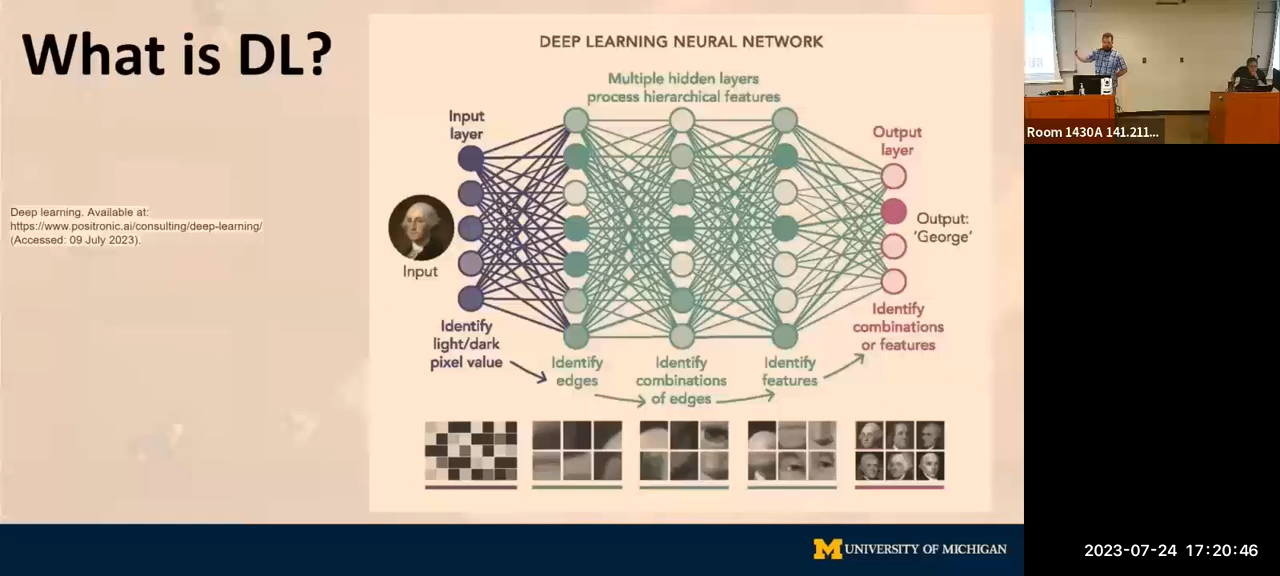 What is DL?
Deep learning. Available at:
https://www.positronic.ai/consulting/deep-learning/
(Accessed: 09 July 2023).
DEEP LEARNING NEURAL NETWORK
Multiple hidden layers
process hierarchical features
Input
layer
Output
layer
Input
Output:
‘George’
Identify
light/dark
pixel value
Identify
edges
Identify
combinations
of edges
Identify
features
Identify
combinations
or features
M UNIVERSITY OF MICHIGAN
Room 1430A 141.211...
2023-07-24 17:20:46